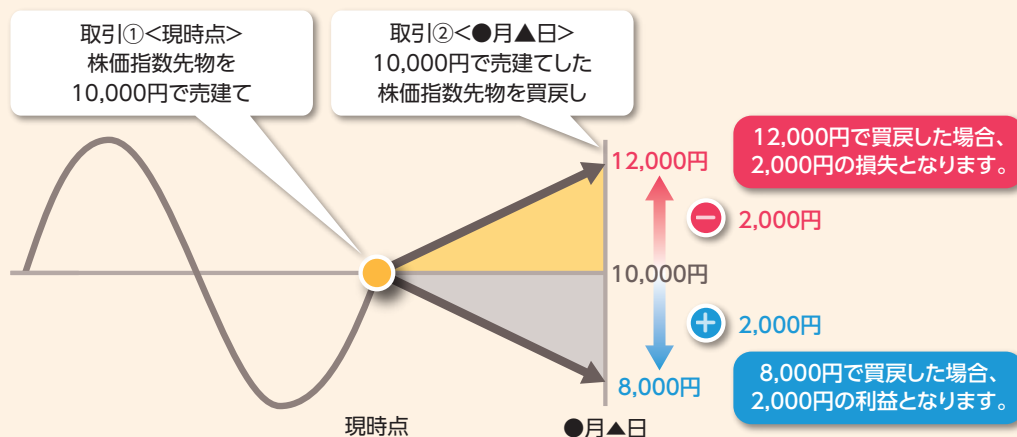 取引①<現時点>
株価指数先物を
10,000円で売建て
取引②<●月▲日>
10,000円で売建てした
株価指数先物を買戻し
12,000円
12,000円で買戻した場合、
2,000円の損失となります。
2,000円
10,000円
2,000円
8,000円
8,000円で買戻した場合、
2,000円の利益となります。
現時点
●月▲日